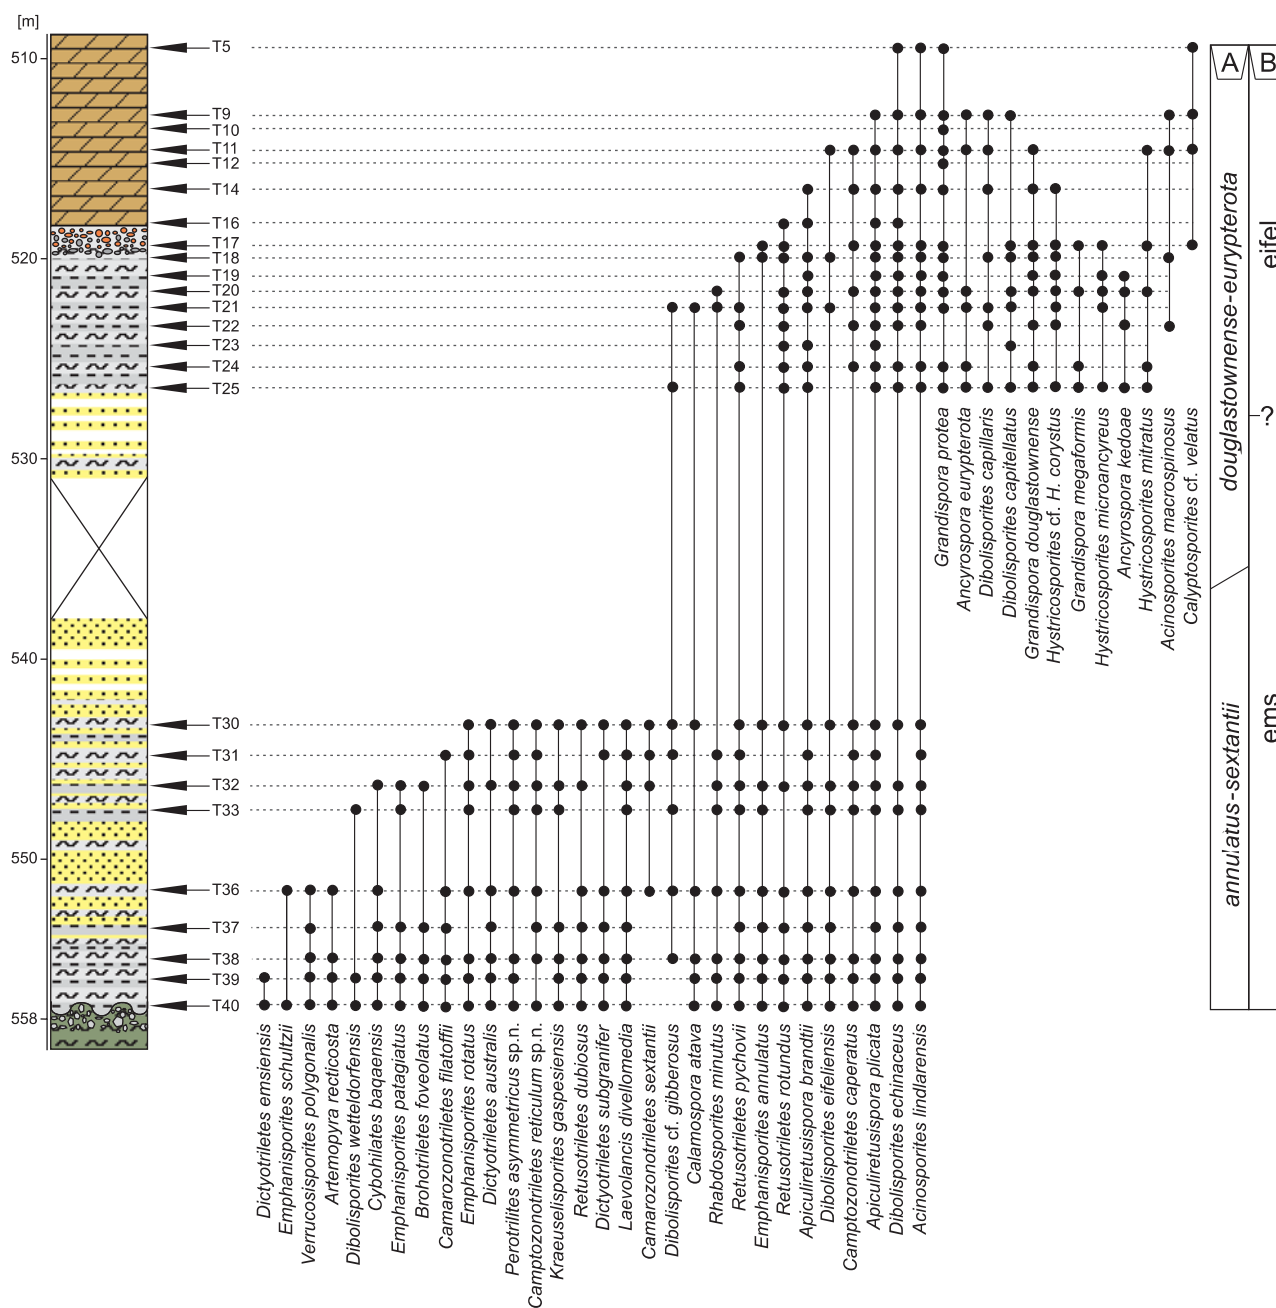 [m]
510
520
530
540
550
558
T5
T9
T10
T11
T12
T14
T16
T17
T18
T19
T20
T21
T22
T23
T24
T25
T30
T31
T32
T33
T36
T37
T38
T39
T40
Grandispora protea
Ancyrospora eurypterota
Dibolisporites capillaris
Dibolisporites capitellatus
Grandispora douglastownense
Hystricosporites cf. H. corystus
Grandispora megaformis
Hystricosporites microancyreus
Ancyrospora kedoae
Hystricosporites mitratus
Acinosporites macrospinosus
Calyptosporites cf. velatus
Dictyotriletes emsiensis
Emphanisporites schultzii
Verrucosisporites polygonalis
Artemopyra recticosta
Dibolisporites wetteldorfensis
Cybohilates baqaensis
Emphanisporites patagiatus
Brohotriletes foveolatus
Camarozonotriletes filatoffii
Emphanisporites rotatus
Dictyotriletes australis
Perotrilites asymmetricus sp.n.
Camptozonotriletes reticulum sp.n.
Kraeuselisporites gaspesiensis
Retusotriletes dubiosus
Dictyotriletes subgranifer
Laevolancis divellomedia
Camarozonotriletes sextantii
Dibolisporites cf. gibberosus
Calamospora atava
Rhabdosporites minutus
Retusotriletes pychovii
Emphanisporites annulatus
Retusotriletes rotundus
Apiculiretusispora brandtii
Dibolisporites eifeliensis
Camptozonotriletes caperatus
Apiculiretusispora plicata
Dibolisporites echinaceus
Acinosporites lindlarensis
A
B
douglastownense-eurypterota
annulatus-sextantii
eifel
?
ems